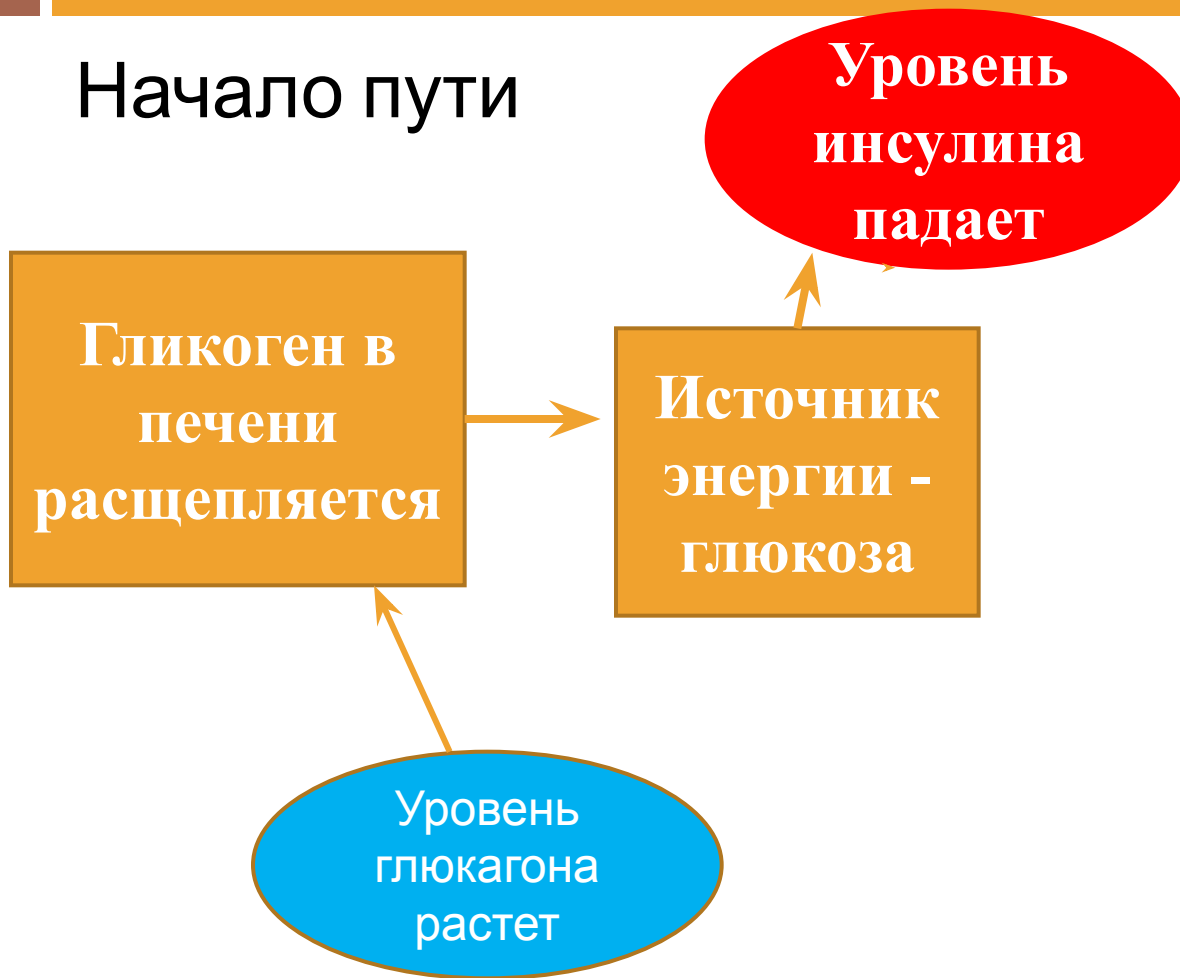 Начало пути
Уровень
инсулина
падает
Гликоген в
печени
расщепляется
Источник
энергии -
глюкоза
Уровень
глюкагона
растет